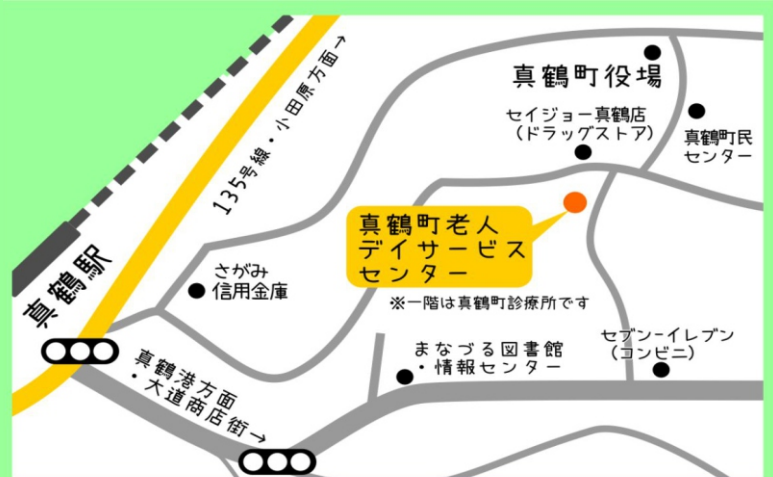 真鶴町役場
セイジョー真鶴店
（ドラッグストア）
真鶴町民
センター
135号線・小田原方面→
真鶴町老人
デイサービス
センター
※一階は真鶴町診療所です
さがみ
信用金庫
真鶴駅
真鶴港方面
・大道商店街→
まなづる図書館
・情報センター
セブンーイレブン
（コンビニ）